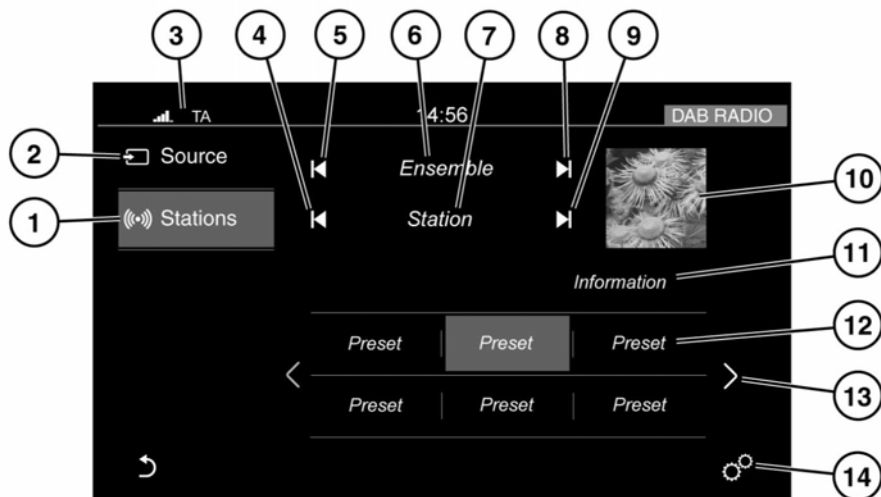 3 4 5 6 7 8 9
TA 14:56 DAB RADIO
2 Source Ensemble
10
1 Stations Station
Information 11
Preset Preset Preset 12
13
Preset Preset Preset
14